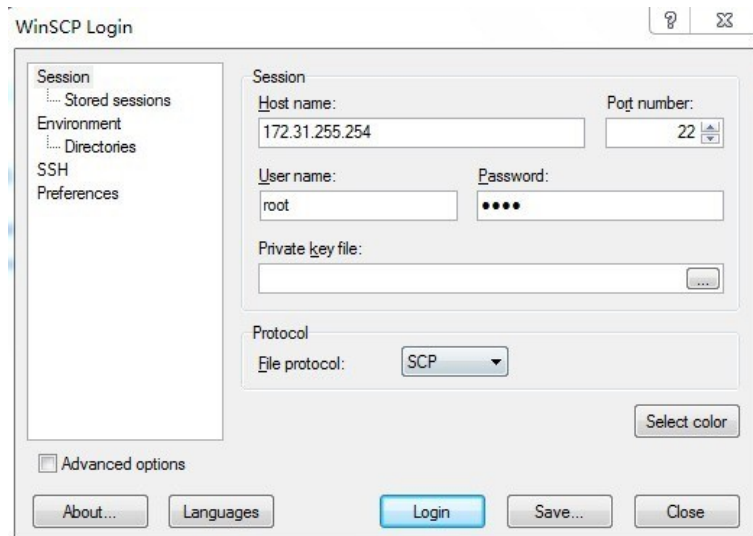 WinSCP Login
Session
Stored sessions
Environment
Directories
SSH
Preferences
Session
Host name:
Port number:
172.31.255.254
22
User name:
Password:
root
••••
Private key file:
...
Protocol
File protocol:
SCP
Select color
Advanced options
About...
Languages
Login
Save...
Close